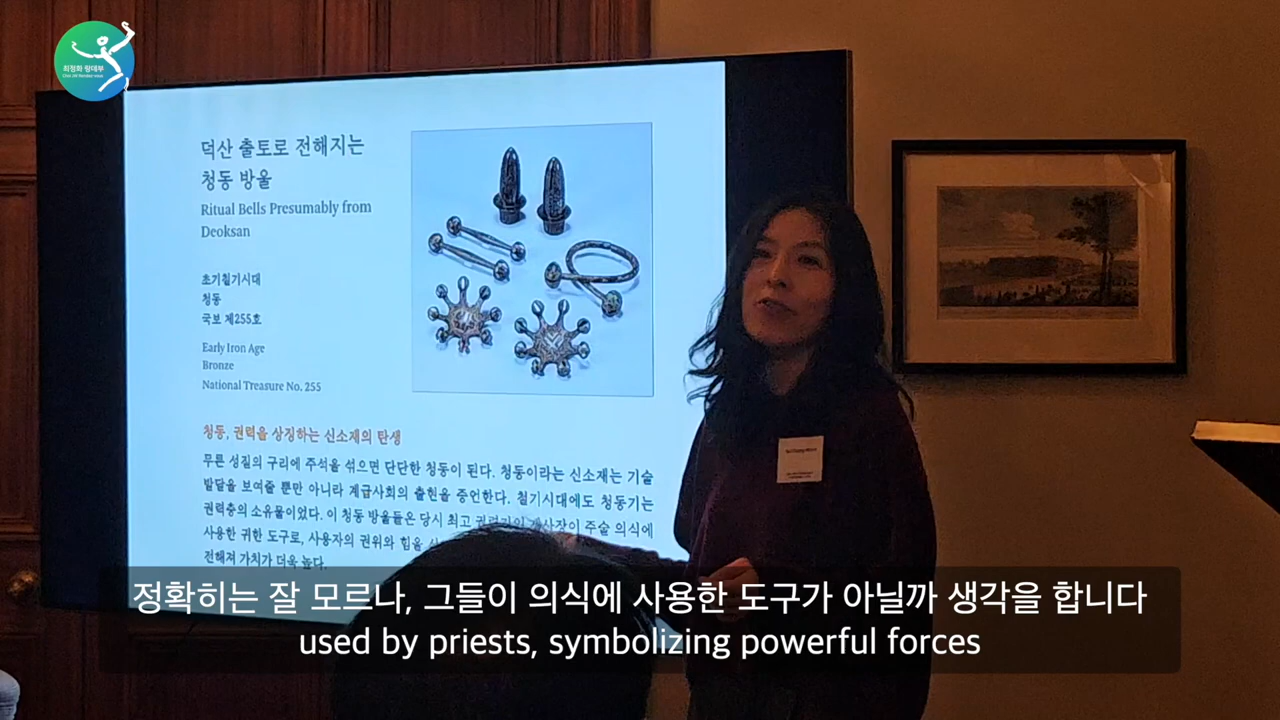 최정화 랑데부
Choi JW Rendez-vous
덕산 출토로 전해지는
청동 방울
Ritual Bells Presumably from
Deoksan
초기철기시대
청동
국보 제255호
Early Iron Age
Bronze
National Treasure No. 255
청동, 권력을 상징하는 신소재의 탄생
무른 성질의 구리에 주석을 섞으면 단단한 청동이 된다. 청동이라는 신소재는 기술
발달을 보여줄 뿐만 아니라 계급사회의 출현을 증언한다. 철기시대에도 청동기는
권력층의 소유물이었다. 이 청동 방울들은 당시 최고 제사장이 주술 의식에
사용한 귀한 도구로, 사용자의 권위와 힘을
전해져 가치가 더욱 높다.
정확히는 잘 모르나, 그들이 의식에 사용한 도구가 아닐까 생각을 합니다
used by priests, symbolizing powerful forces